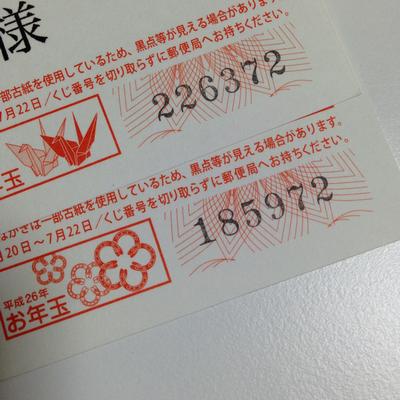 様
一部古紙を使用しているため、黒点等が見える場合があります。
7月22日/くじ番号を切り取らずに郵便局へお持ちください。
226372
年玉
なかきは一部古紙を使用しているため、黒点等が見える場合があります。
月20日〜7月22日/くじ番号を切り取らずに郵便局へお持ちください。
185972
平成26年
お年玉